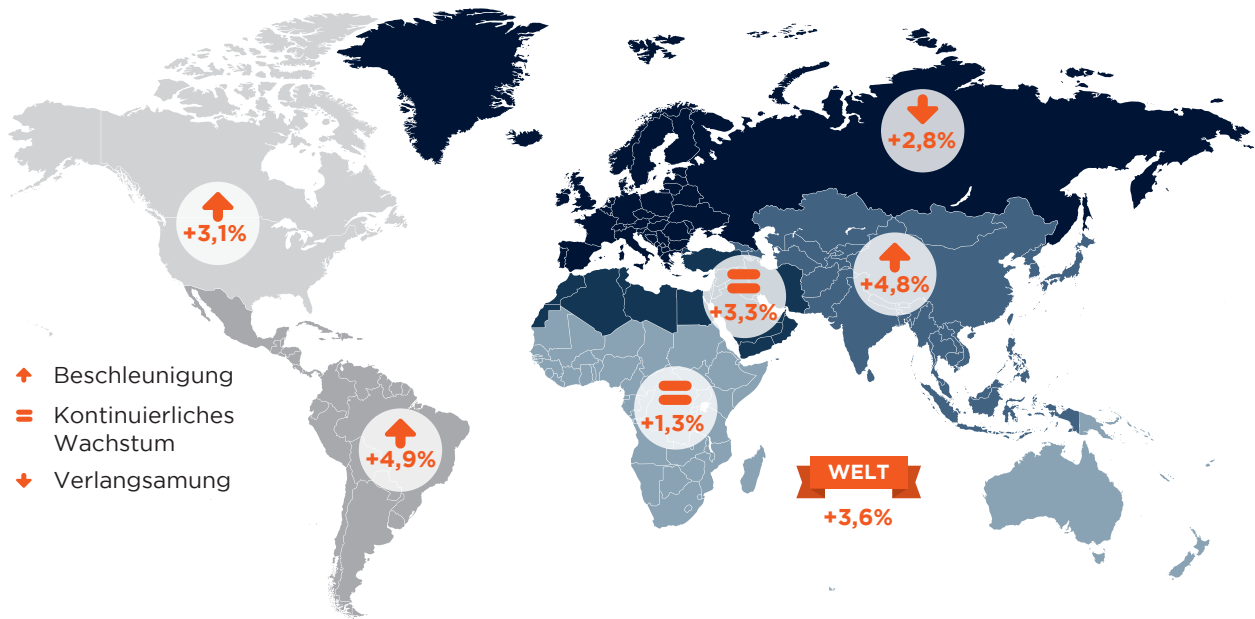 +2,8%
+3,1%
+4,8%
+3,3%
Beschleunigung
Kontinuierliches
Wachstum
Verlangsamung
+1,3%
+4,9%
WELT
+3,6%